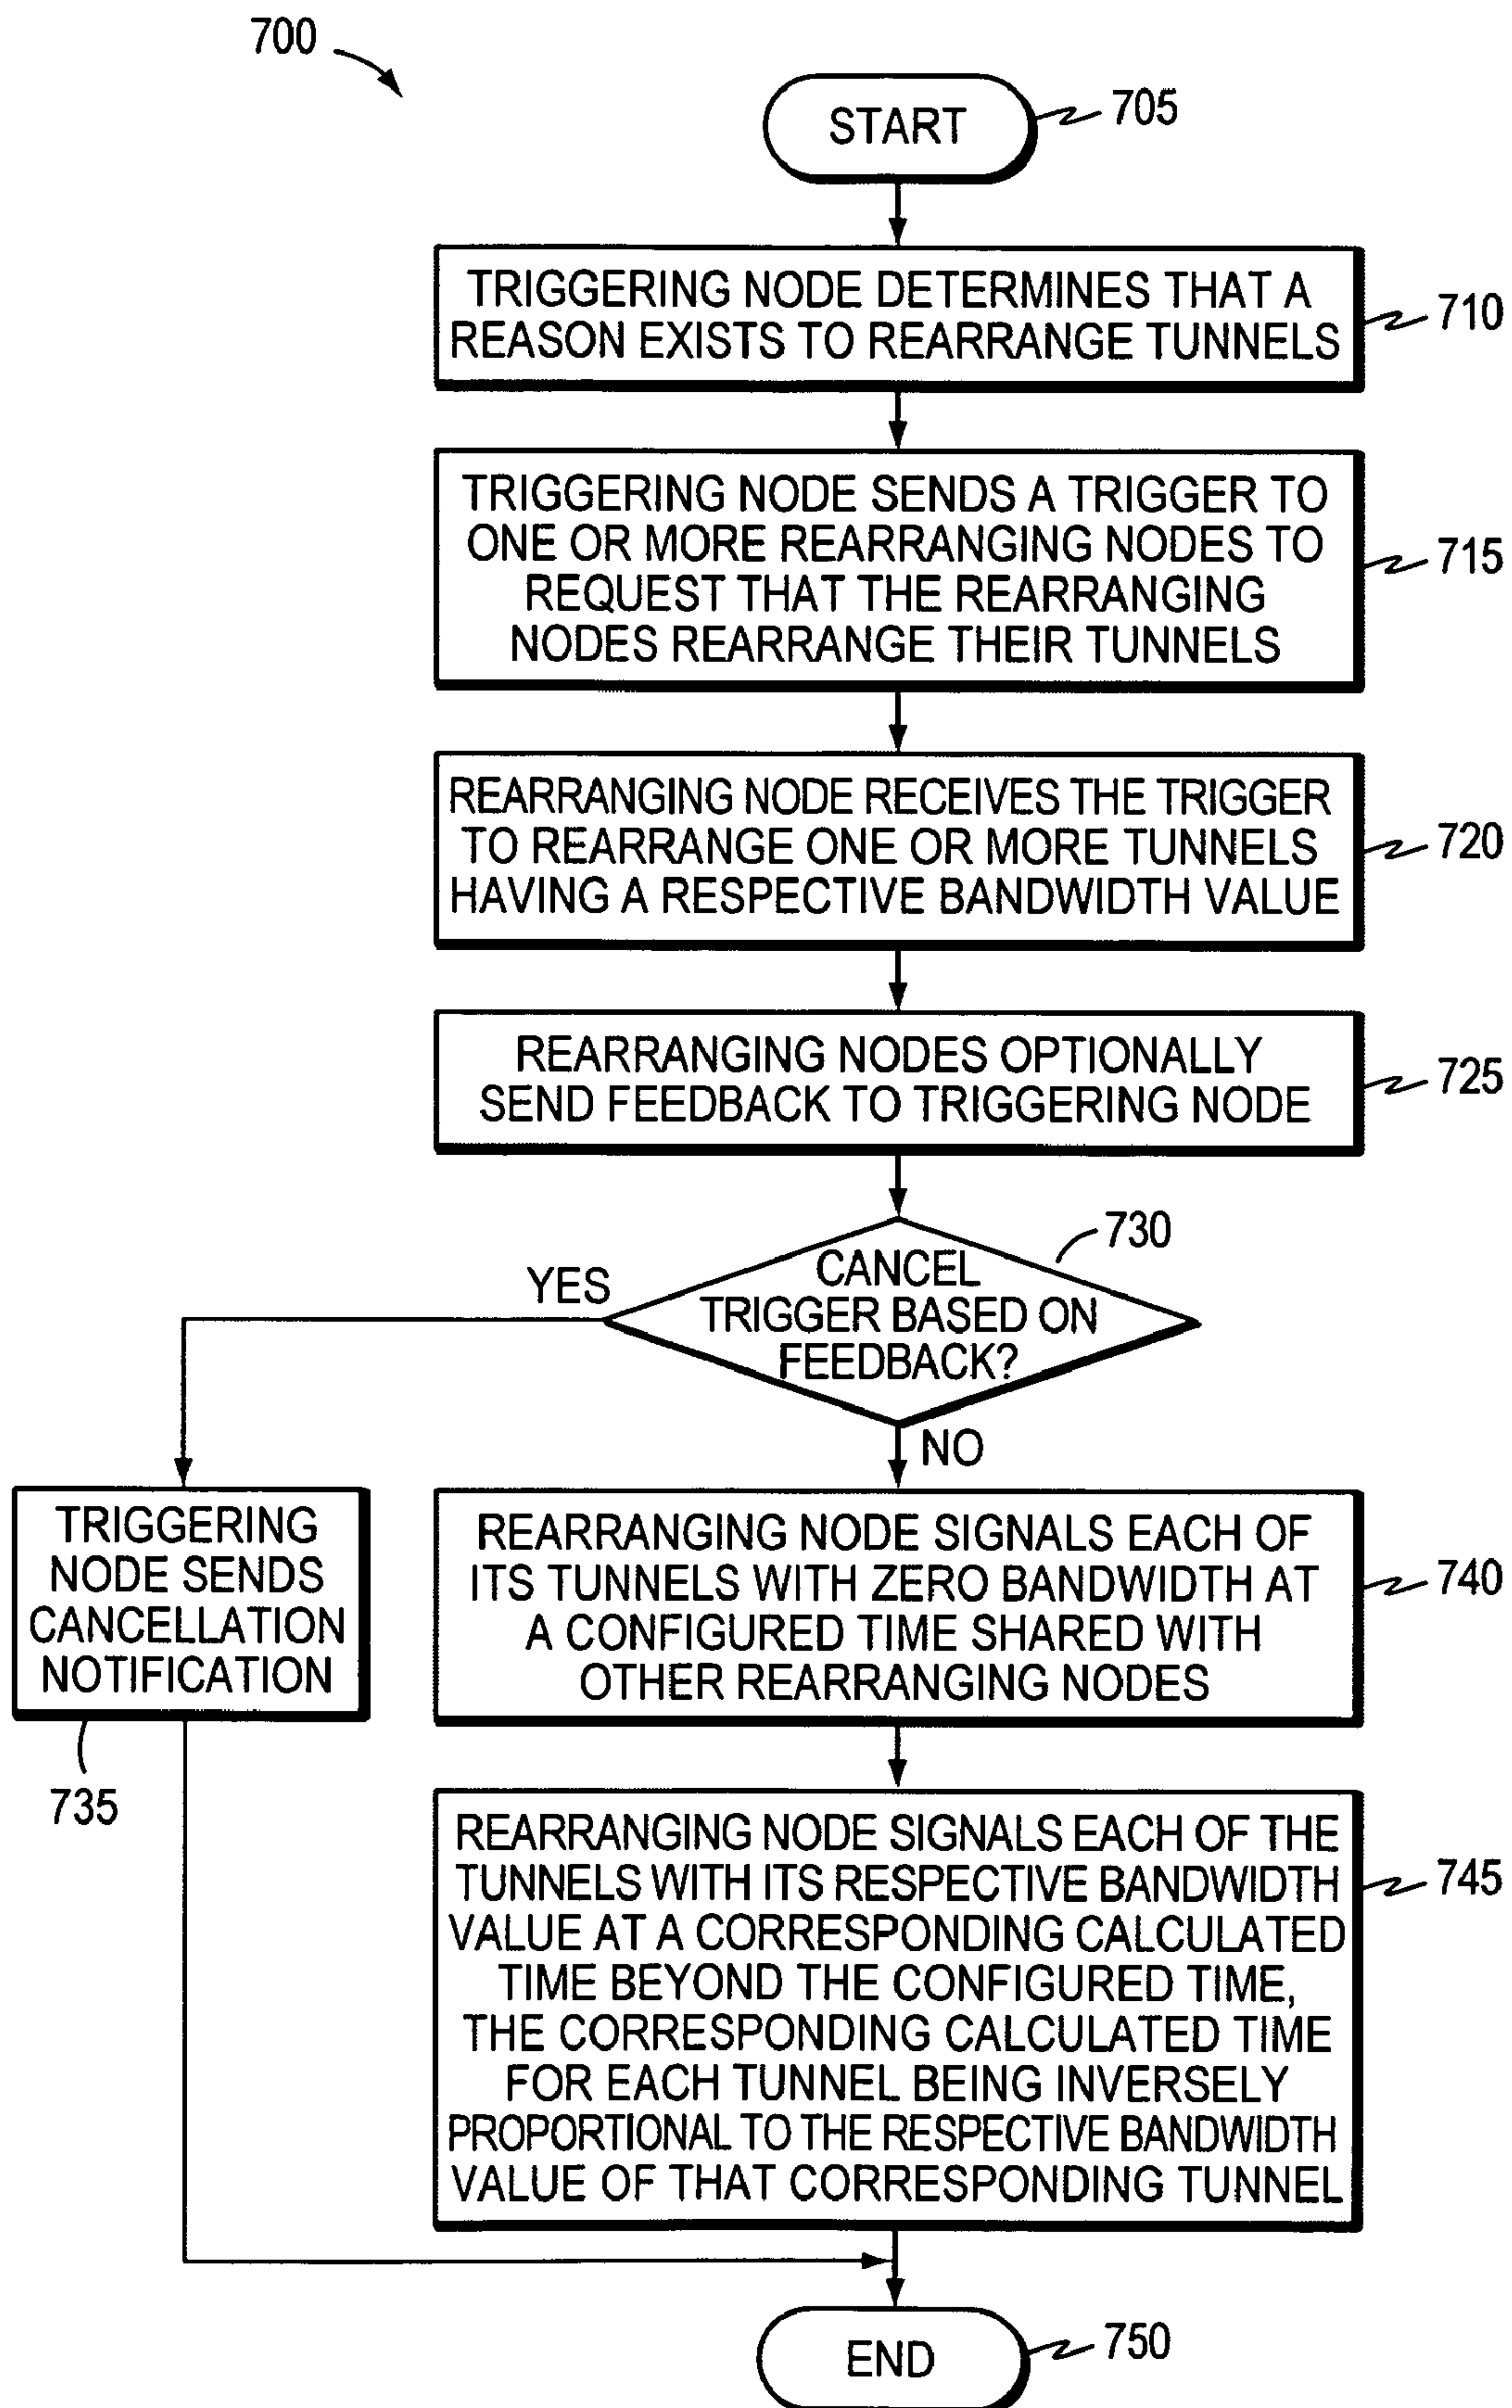 700
START
705
TRIGGERING NODE DETERMINES THAT A
REASON EXISTS TO REARRANGE TUNNELS
710
TRIGGERING NODE SENDS A TRIGGER TO
ONE OR MORE REARRANGING NODES TO
REQUEST THAT THE REARRANGING
NODES REARRANGE THEIR TUNNELS
715
REARRANGING NODE RECEIVES THE TRIGGER
TO REARRANGE ONE OR MORE TUNNELS
HAVING A RESPECTIVE BANDWIDTH VALUE
720
REARRANGING NODES OPTIONALLY
SEND FEEDBACK TO TRIGGERING NODE
725
730
CANCEL
TRIGGER BASED ON
FEEDBACK?
YES
NO
TRIGGERING
NODE SENDS
CANCELLATION
NOTIFICATION
735
REARRANGING NODE SIGNALS EACH OF
ITS TUNNELS WITH ZERO BANDWIDTH AT
A CONFIGURED TIME SHARED WITH
OTHER REARRANGING NODES
740
REARRANGING NODE SIGNALS EACH OF THE
TUNNELS WITH ITS RESPECTIVE BANDWIDTH
VALUE AT A CORRESPONDING CALCULATED
TIME BEYOND THE CONFIGURED TIME,
THE CORRESPONDING CALCULATED TIME
FOR EACH TUNNEL BEING INVERSELY
PROPORTIONAL TO THE RESPECTIVE BANDWIDTH
VALUE OF THAT CORRESPONDING TUNNEL
745
END
750